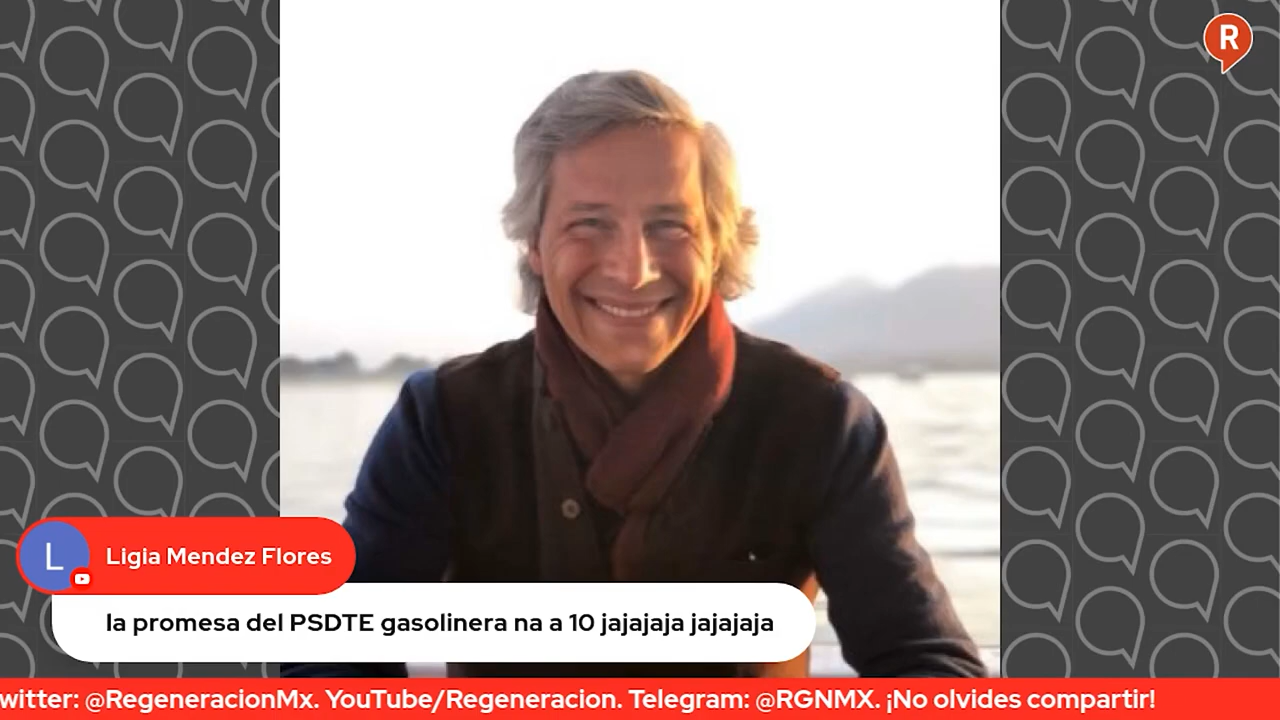 R
L
Ligia Mendez Flores
la promesa del PSDTE gasolinera na a 10 jajajaja jajajaja
witter: @RegeneracionMx. YouTube/Regeneracion. Telegram: @RGNMX. ¡No olvides compartir!